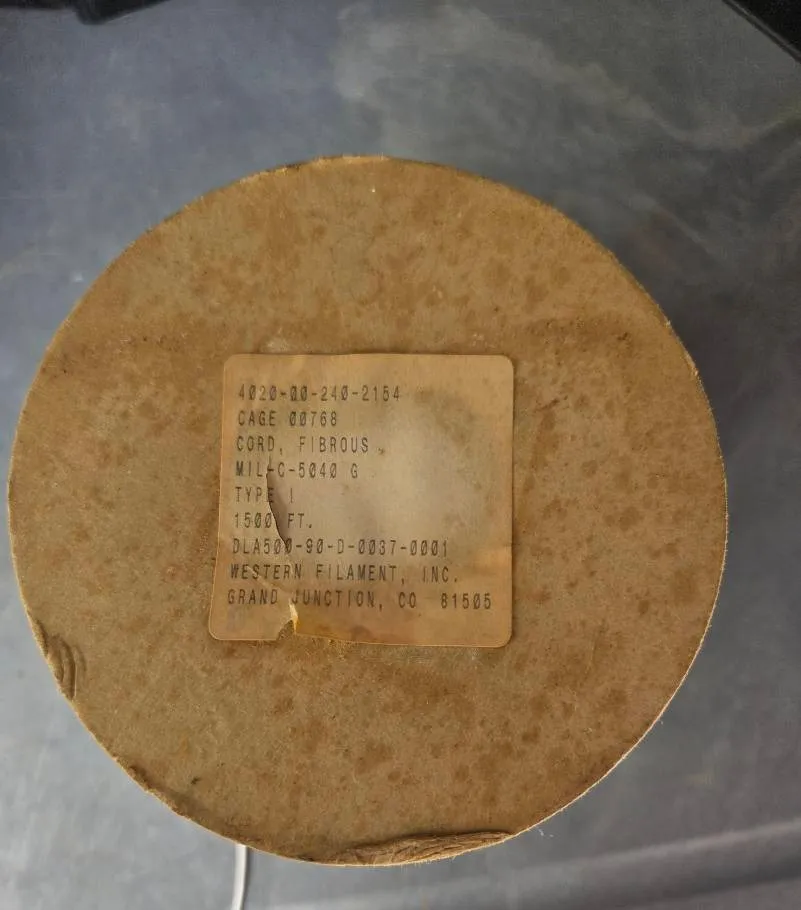 4020-00-240-2154
CAGE 00768
CORD, FIBROUS
MIL-C-5040 G
TYPE I
1500 FT.
DLA500-90-D-0037-0001
WESTERN FILAMENT, INC.
GRAND JUNCTION, CO 81505